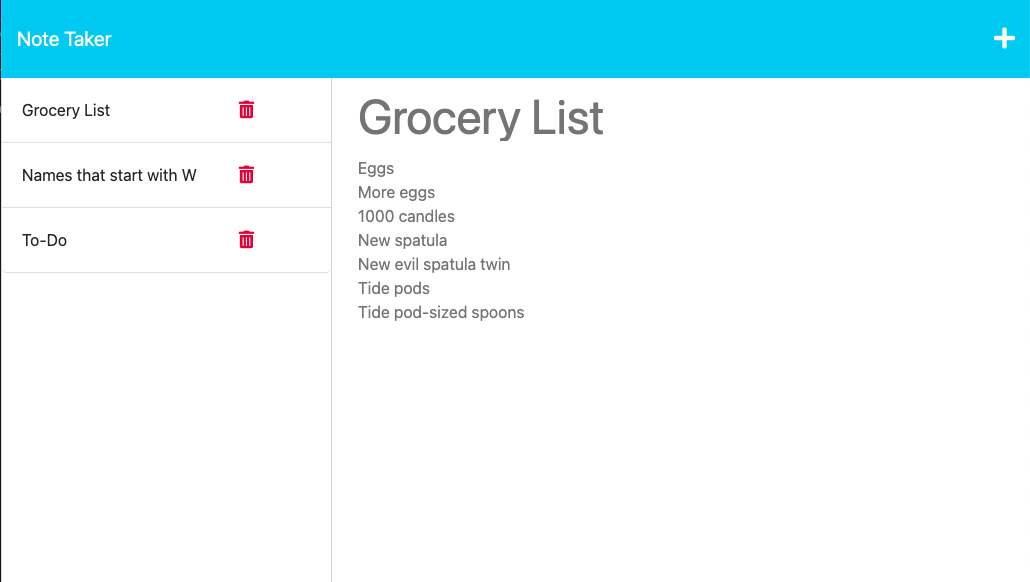 Note Taker
Grocery List
Names that start with W
To-Do
Grocery List
Eggs
More eggs
1000 candles
New spatula
New evil spatula twin
Tide pods
Tide pod-sized spoons